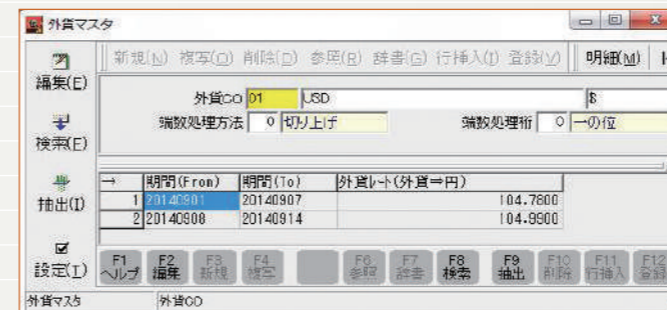 外貨マスタ
新規(N) 複写(O) 削除(D) 参照(R) 辞書(G) 行挿入(I) 登録(V) 明細(M)
編集(E)
検索(F)
抽出(I)
設定(T)
外貨CO 01 USD $
端数処理方法 0 切り上げ 端数処理桁 0 一の位
→ 期間(From) 期間(To) 外貨レート(外貨⇒円)
1 20140901 20140907 104.7800
2 20140908 20140914 104.9900
F1 F2 F3 F4 F6 F7 F8 F9 F10 F11 F12
ヘルプ 編集 新規 複写 参照 辞書 検索 抽出 削除 行挿入 登録
外貨マスタ 外貨CO